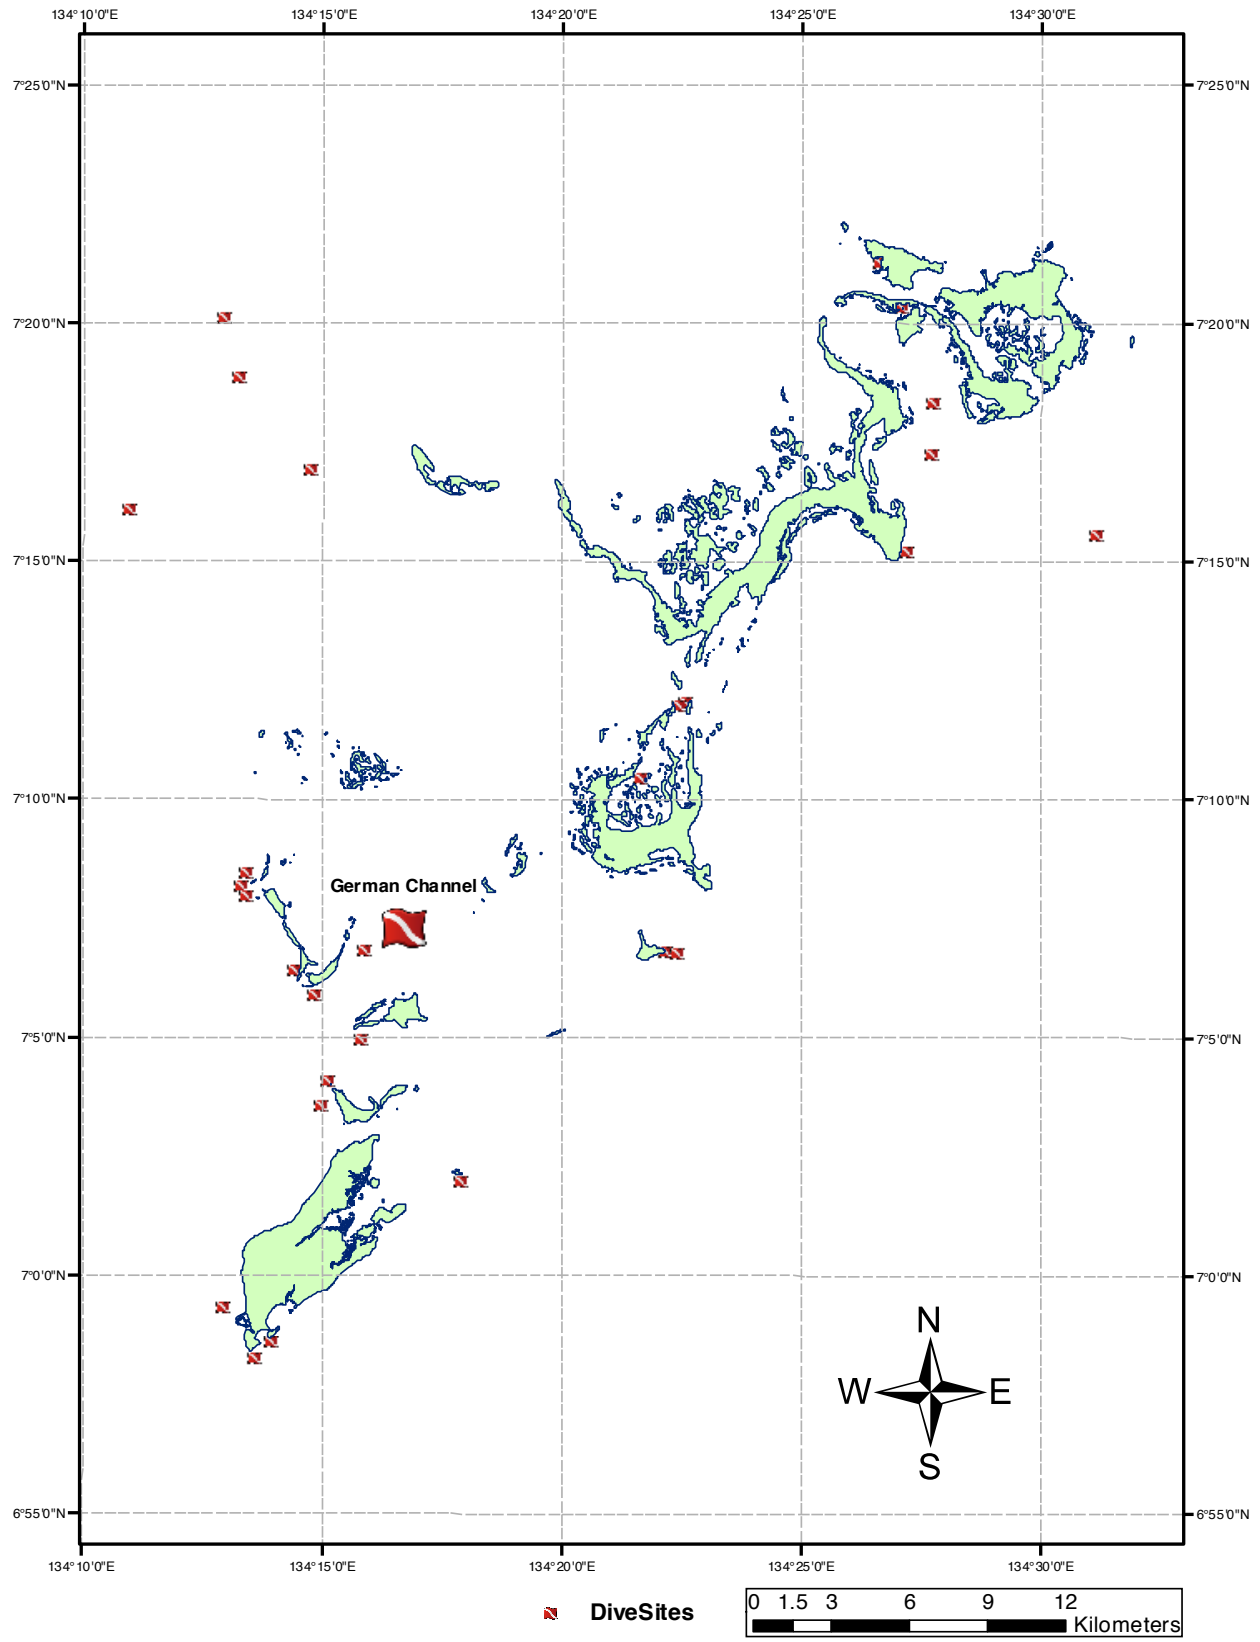 134°10'0"E 134°15'0"E 134°20'0"E 134°25'0"E 134°30'0"E
7°25'0"N 7°25'0"N
7°20'0"N 7°20'0"N
7°15'0"N 7°15'0"N
7°10'0"N 7°10'0"N
German Channel
7°5'0"N 7°5'0"N
7°0'0"N 7°0'0"N
N
W E
S
6°55'0"N 6°55'0"N
134°10'0"E 134°15'0"E 134°20'0"E 134°25'0"E 134°30'0"E
DiveSites
0 1.5 3 6 9 12
Kilometers